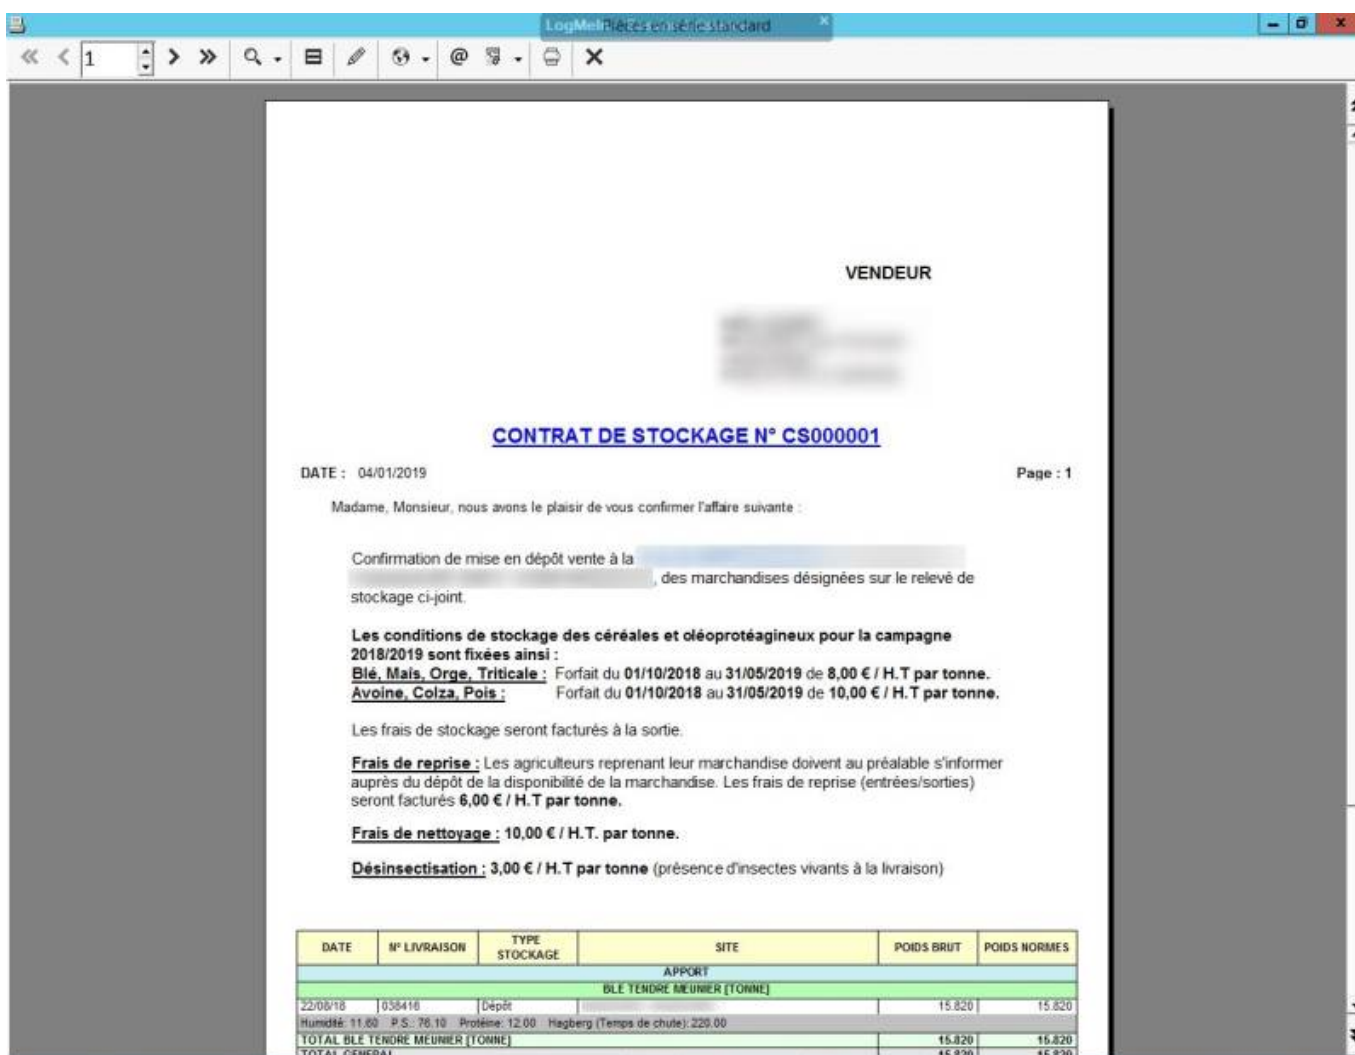 Pièces en série standard
1
VENDEUR
CONTRAT DE STOCKAGE N° CS000001
DATE : 04/01/2019 Page : 1
Madame, Monsieur, nous avons le plaisir de vous confirmer l'affaire suivante :
Confirmation de mise en dépôt vente à la
, des marchandises désignées sur le relevé de
stockage ci-joint.
Les conditions de stockage des céréales et oléoprotéagineux pour la campagne
2018/2019 sont fixées ainsi :
Blé, Mais, Orge, Triticale : Forfait du 01/10/2018 au 31/05/2019 de 8,00 € / H.T par tonne.
Avoine, Colza, Pois : Forfait du 01/10/2018 au 31/05/2019 de 10,00 € / H.T par tonne.
Les frais de stockage seront facturés à la sortie.
Frais de reprise : Les agriculteurs reprenant leur marchandise doivent au préalable s'informer
auprès du dépôt de la disponibilité de la marchandise. Les frais de reprise (entrées/sorties)
seront facturés 6,00 € / H.T par tonne.
Frais de nettoyage : 10,00 € / H.T. par tonne.
Désinsectisation : 3,00 € / H.T par tonne (présence d'insectes vivants à la livraison)
DATE N° LIVRAISON TYPE STOCKAGE SITE POIDS BRUT POIDS NORMES
APPORT
BLE TENDRE MEUNIER [TONNE]
22/08/18 038416 Dépôt 15.820 15.820
Humidité: 11.60 P.S.: 76.10 Protéine: 12.00 Hagberg (Temps de chute): 220.00
TOTAL BLE TENDRE MEUNIER [TONNE] 15.820 15.820
TOTAL GENERAL 15.820 15.820